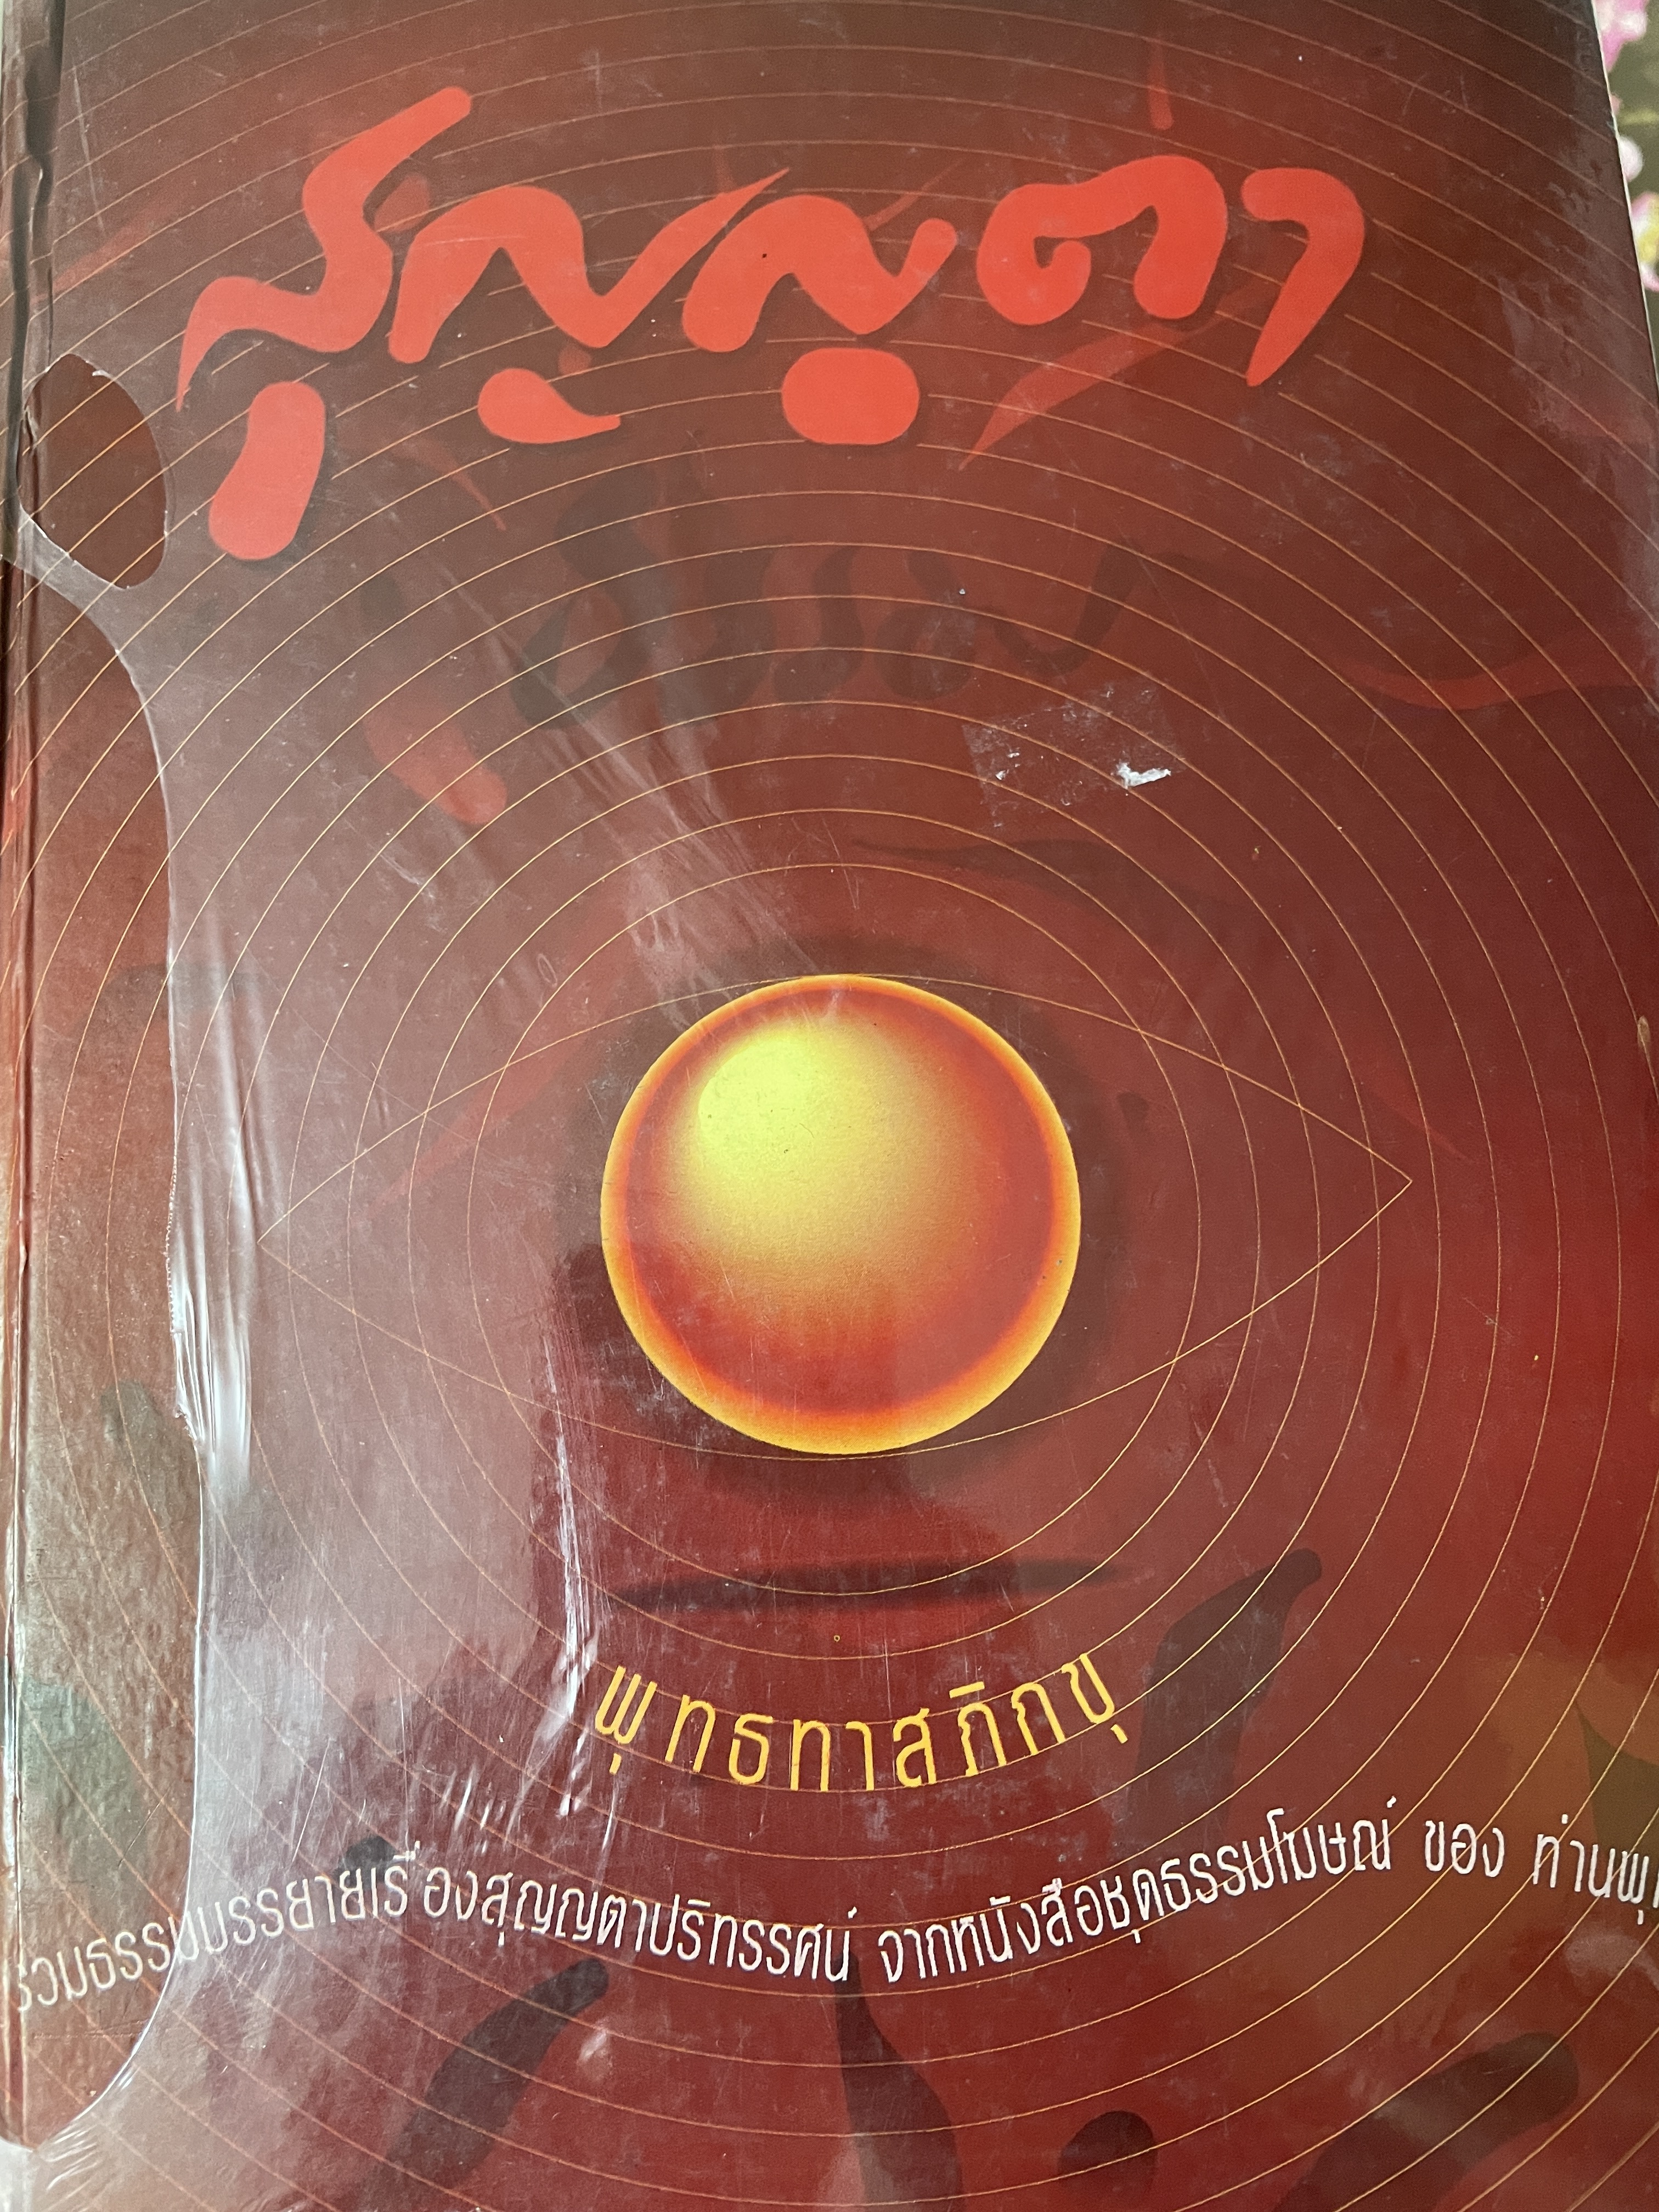 สุญญตา
พุทธทาสภิกขุ
รวมธรรมบรรยายเรื่องสุญญตาปริทรรศน์ จากหนังสือชุดธรรมโฆษณ์ ของ ท่านพุ